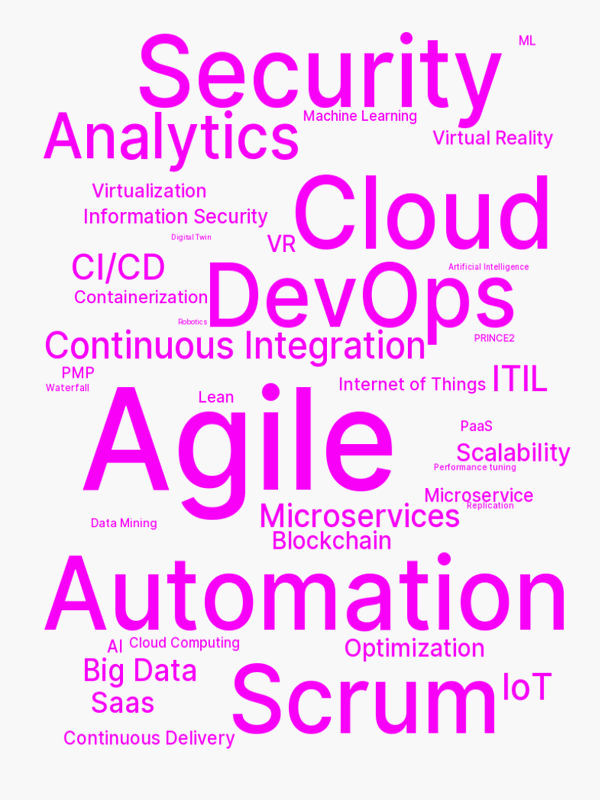 ML
Security
Machine Learning
Analytics
Virtual Reality
Virtualization
Cloud
Information Security
Digital Twin
VR
CI/CD
Artificial Intelligence
DevOps
Containerization
Robotics
PRINCE2
Continuous Integration
PMP
Internet of Things
ITIL
Waterfall
Lean
Agile
PaaS
Scalability
Performance tuning
Microservice
Replication
Microservices
Data Mining
Blockchain
Automation
AI
Cloud Computing
Optimization
Big Data
IoT
Saas
Scrum
Continuous Delivery